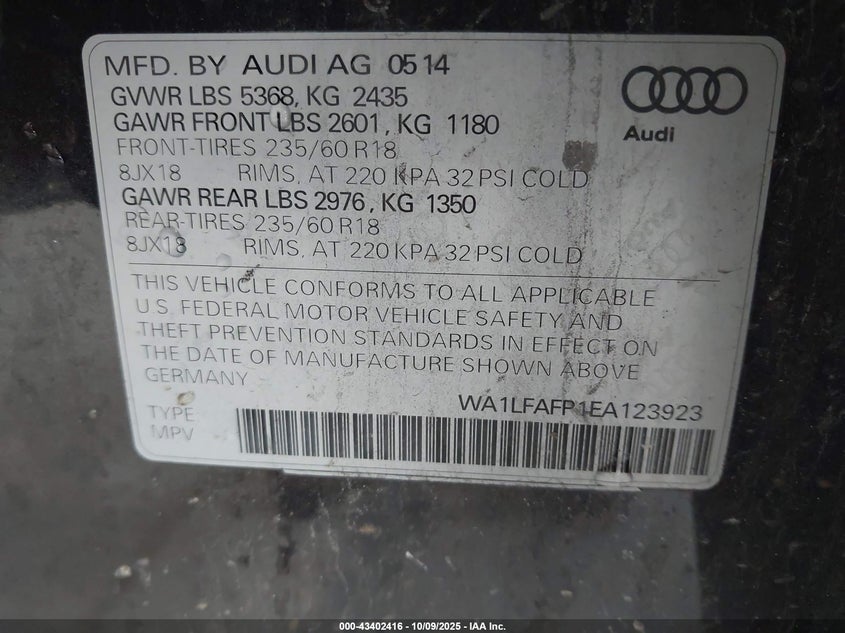 MFD. BY AUDI AG 0514
GVWR LBS 5368, KG 2435
GAWR FRONT LBS 2601, KG 1180
FRONT-TIRES 235/60 R18
8JX18 RIMS, AT 220 KPA 32 PSI COLD
GAWR REAR LBS 2976, KG 1350
REAR-TIRES 235/60 R18
8JX18 RIMS, AT 220 KPA 32 PSI COLD
Audi
THIS VEHICLE CONFORMS TO ALL APPLICABLE
U.S. FEDERAL MOTOR VEHICLE SAFETY AND
THEFT PREVENTION STANDARDS IN EFFECT ON
THE DATE OF MANUFACTURE SHOWN ABOVE
GERMANY
WA1LFAFP1EA123923
TYPE
MPV
000-43402416 - 10/09/2025 - IAA Inc.